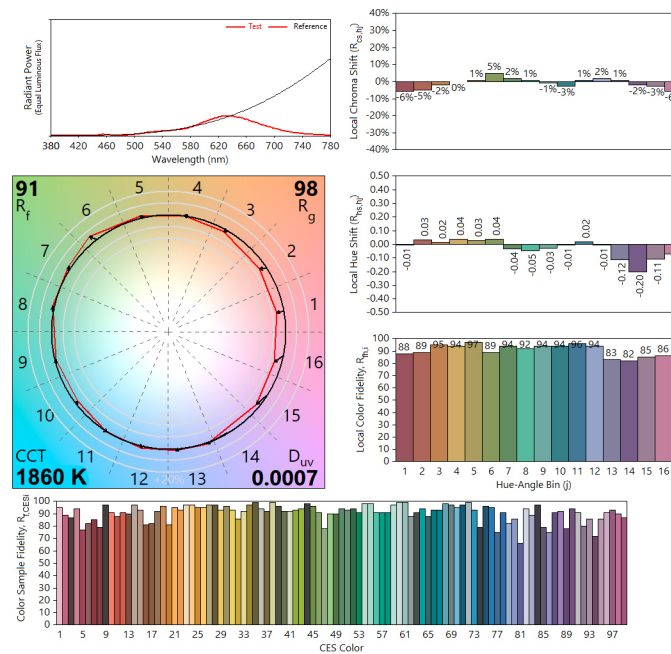 Radiant Power
(Equal Luminous Flux)
Test
Reference
380 420 460 500 540 580 620 660 700 740 780
Wavelength (nm)
Local Chroma Shift (Rcs,hj)
40%
30%
20%
10%
0%
-10%
-20%
-30%
-40%
-6% -5% -2% 0% 1% 5% 2% 1% -1% -3% 1% 2% 1% -2% -3% -6%
91
Rf
98
Rg
5 4
6 3
7 2
8 1
9 16
10 15
11 14
12 13
+20%
CCT
1860 K
Duv
0.0007
Local Hue Shift (Rhs,hj)
0.50
0.40
0.30
0.20
0.10
0.00
-0.10
-0.20
-0.30
-0.40
-0.50
-0.01 0.03 0.02 0.04 0.03 0.04 -0.04 -0.05 -0.03 -0.01 0.02 -0.01 -0.12 -0.20 -0.11 -0.07
Local Color Fidelity, Rfh,i
100
90
80
70
60
50
40
30
20
10
0
88 89 95 94 97 89 94 92 94 94 96 94 83 82 85 86
1 2 3 4 5 6 7 8 9 10 11 12 13 14 15 16
Hue-Angle Bin (j)
Color Sample Fidelity, Rf,CESi
100
90
80
70
60
50
40
30
20
10
0
1 5 9 13 17 21 25 29 33 37 41 45 49 53 57 61 65 69 73 77 81 85 89 93 97
CES Color